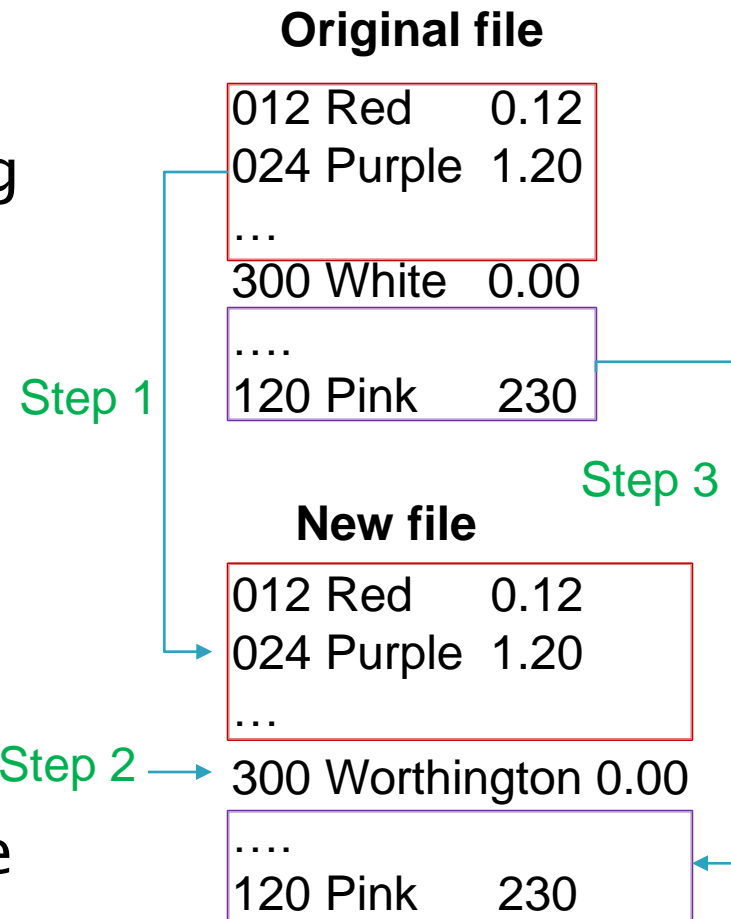 Original file
012 Red 0.12
g
024 Purple 1.20
…
300 White 0.00
….
Step 1
120 Pink 230
Step 3
New file
012 Red 0.12
024 Purple 1.20
…
Step 2
300 Worthington 0.00
….
e
120 Pink 230